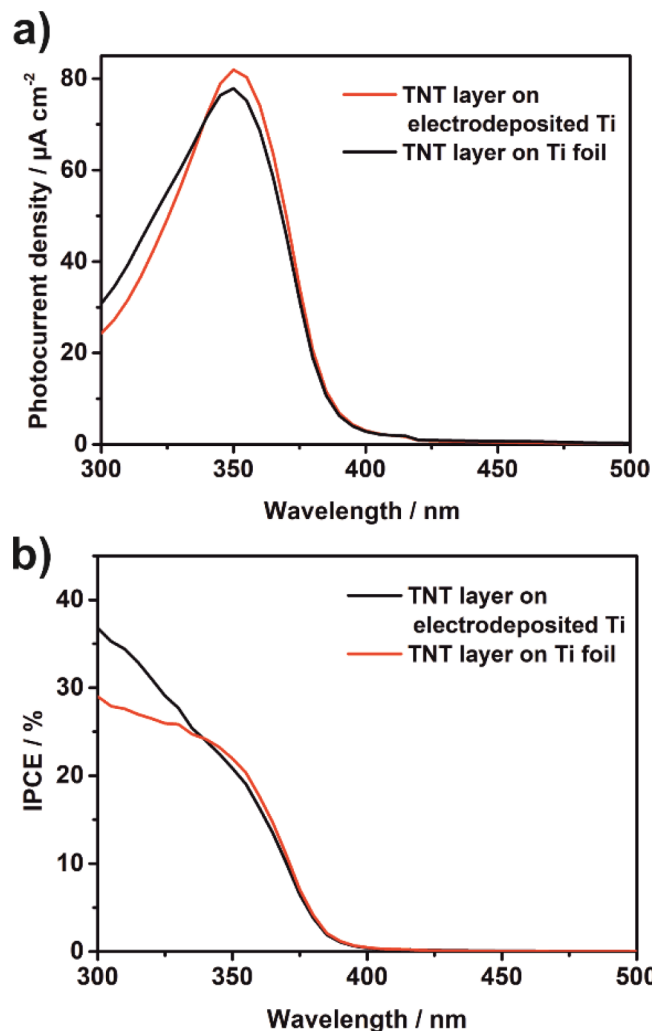 a)
80
60
40
20
0
Photocurrent density / µA cm⁻²
TNT layer on
electrodeposited Ti
TNT layer on Ti foil
300 350 400 450 500
Wavelength / nm
b)
40
30
20
10
0
IPCE / %
TNT layer on
electrodeposited Ti
TNT layer on Ti foil
300 350 400 450 500
Wavelength / nm